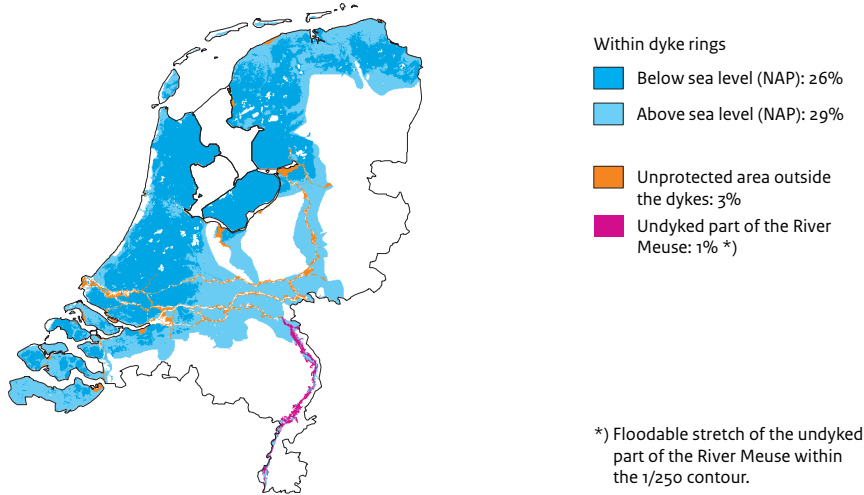 Within dyke rings
Below sea level (NAP): 26%
Above sea level (NAP): 29%
Unprotected area outside
the dykes: 3%
Undyked part of the River
Meuse: 1% *)
*) Floodable stretch of the undyked
part of the River Meuse within
the 1/250 contour.